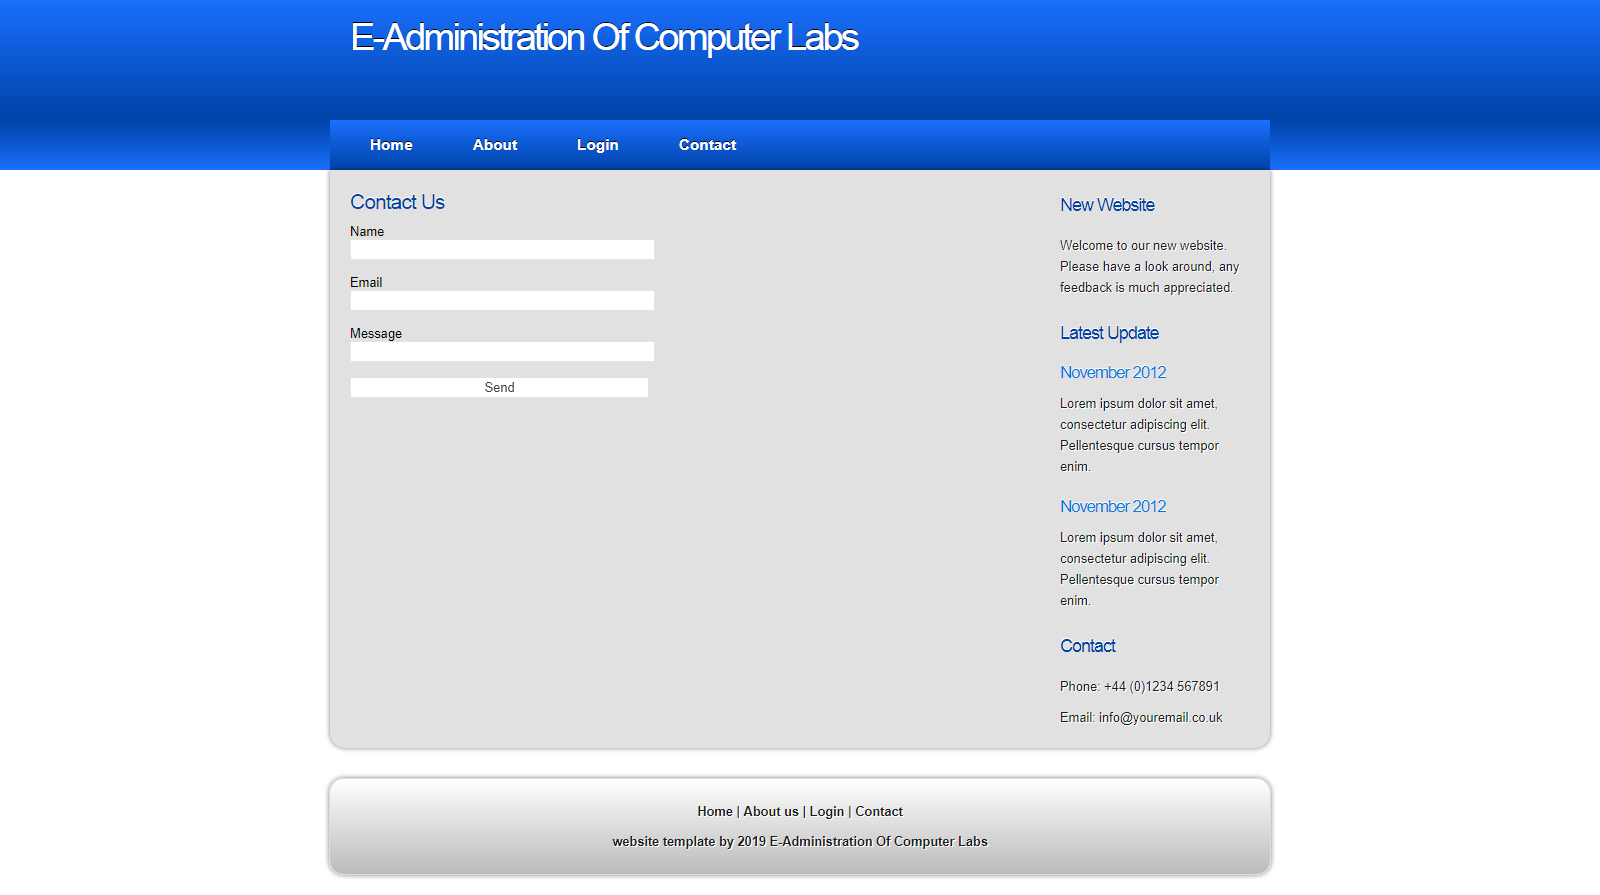 E-Administration Of Computer Labs
Home About Login Contact
Contact Us
Name
Email
Message
Send
New Website
Welcome to our new website.
Please have a look around, any
feedback is much appreciated.
Latest Update
November 2012
Lorem ipsum dolor sit amet,
consectetur adipiscing elit.
Pellentesque cursus tempor
enim.
November 2012
Lorem ipsum dolor sit amet,
consectetur adipiscing elit.
Pellentesque cursus tempor
enim.
Contact
Phone: +44 (0)1234 567891
Email: info@youremail.co.uk
Home | About us | Login | Contact
website template by 2019 E-Administration Of Computer Labs